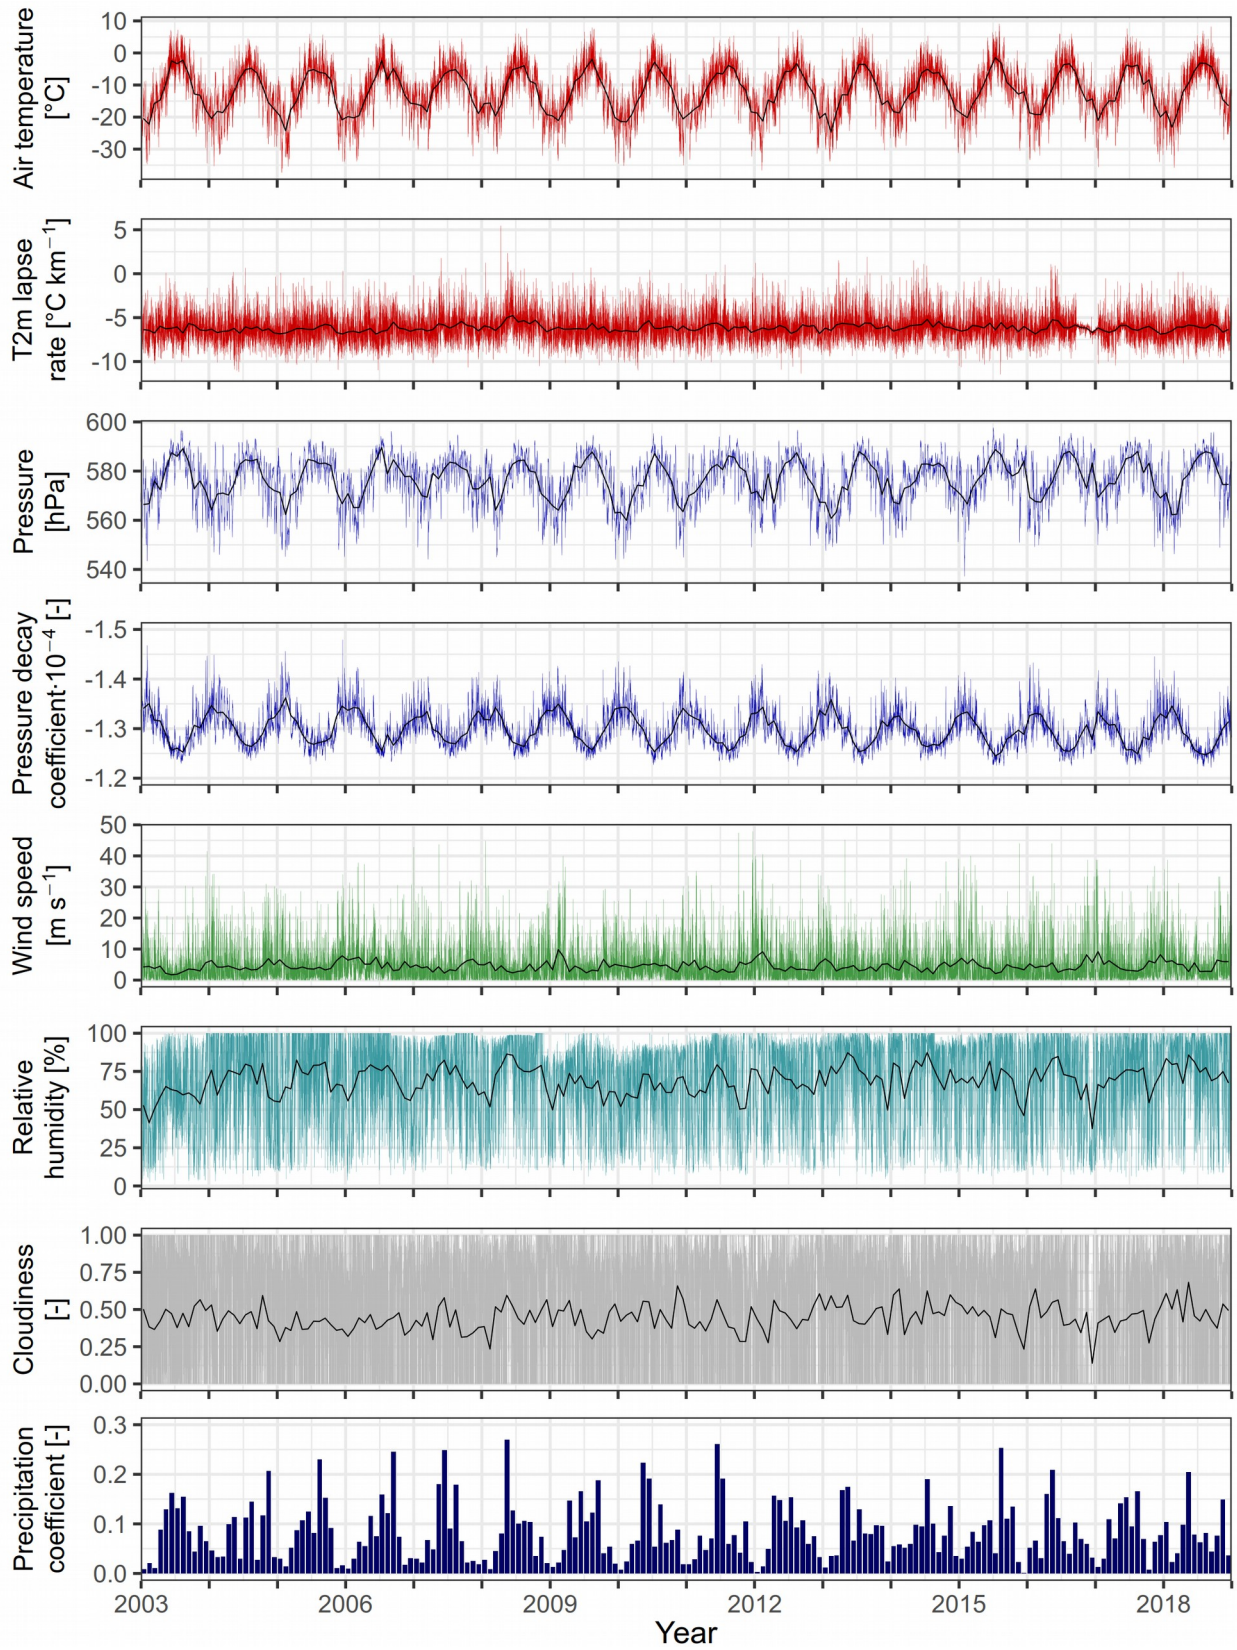 Air temperature
[°C]
10
0
-10
-20
-30
T2m lapse
rate [°C km⁻¹]
5
0
-5
-10
Pressure
[hPa]
600
580
560
540
Pressure decay
coefficient·10⁻⁴ [-]
-1.5
-1.4
-1.3
-1.2
Wind speed
[m s⁻¹]
50
40
30
20
10
0
Relative
humidity [%]
100
75
50
25
0
Cloudiness
[-]
1.00
0.75
0.50
0.25
0.00
Precipitation
coefficient [-]
0.3
0.2
0.1
0.0
2003 2006 2009 2012 2015 2018
Year